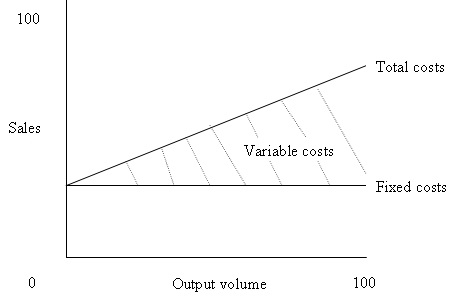 100
Total costs
Sales
Variable costs
Fixed costs
0
Output volume
100